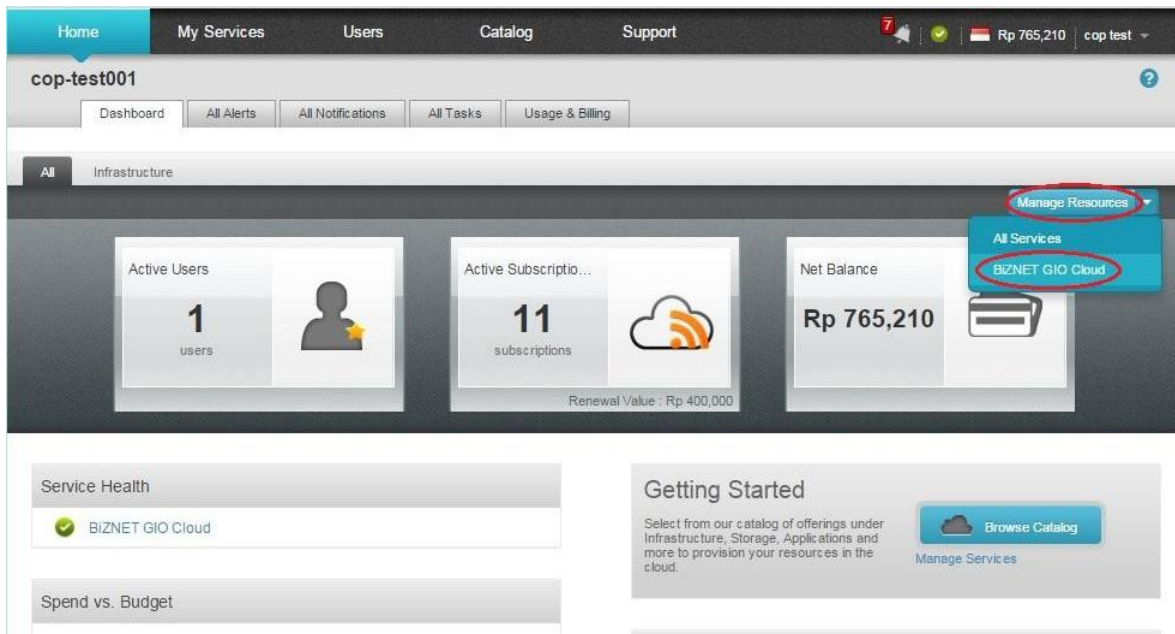 Home My Services Users Catalog Support 7 Rp 765,210 cop test
cop-test001
Dashboard All Alerts All Notifications All Tasks Usage & Billing
All Infrastructure
Manage Resources
All Services
BiZNET GIO Cloud
Active Users
1
users
Active Subscriptio...
11
subscriptions
Renewal Value : Rp 400,000
Net Balance
Rp 765,210
Service Health
BiZNET GIO Cloud
Spend vs. Budget
Getting Started
Select from our catalog of offerings under
Infrastructure, Storage, Applications and
more to provision your resources in the
cloud.
Browse Catalog
Manage Services